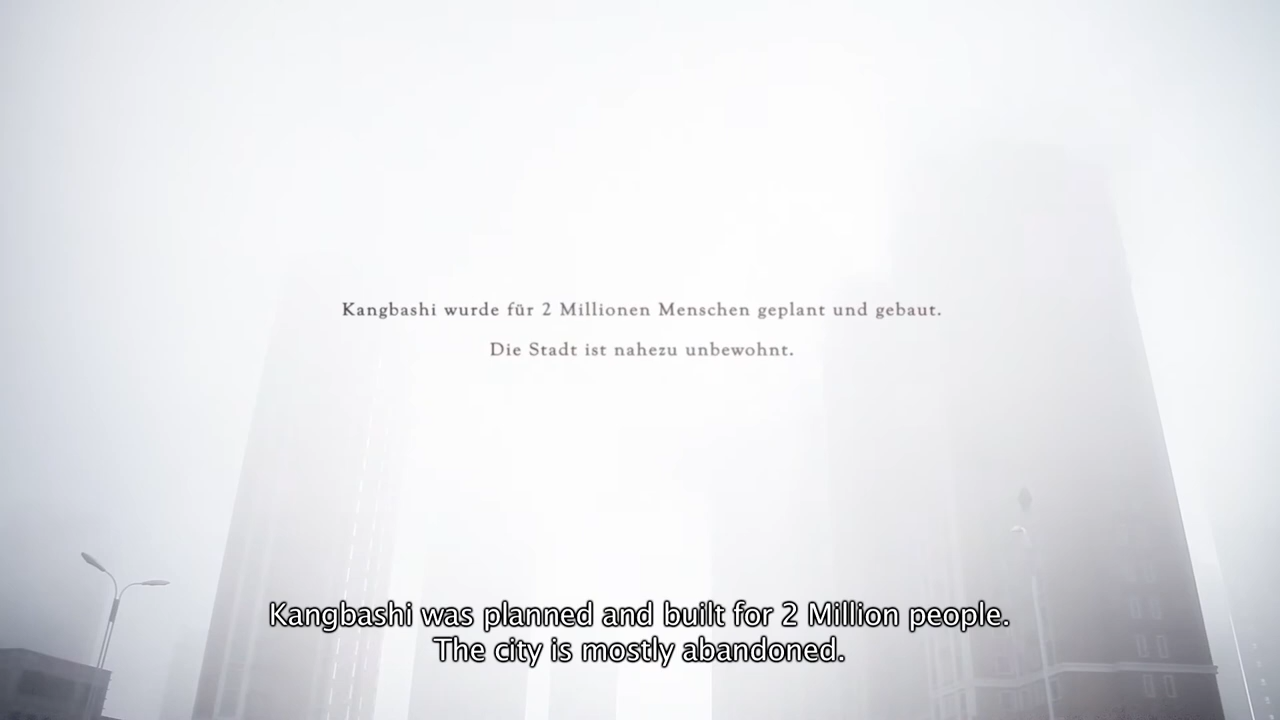 Kangbashi wurde für 2 Millionen Menschen geplant und gebaut.
Die Stadt ist nahezu unbewohnt.
Kangbashi was planned and built for 2 Million people.
The city is mostly abandoned.